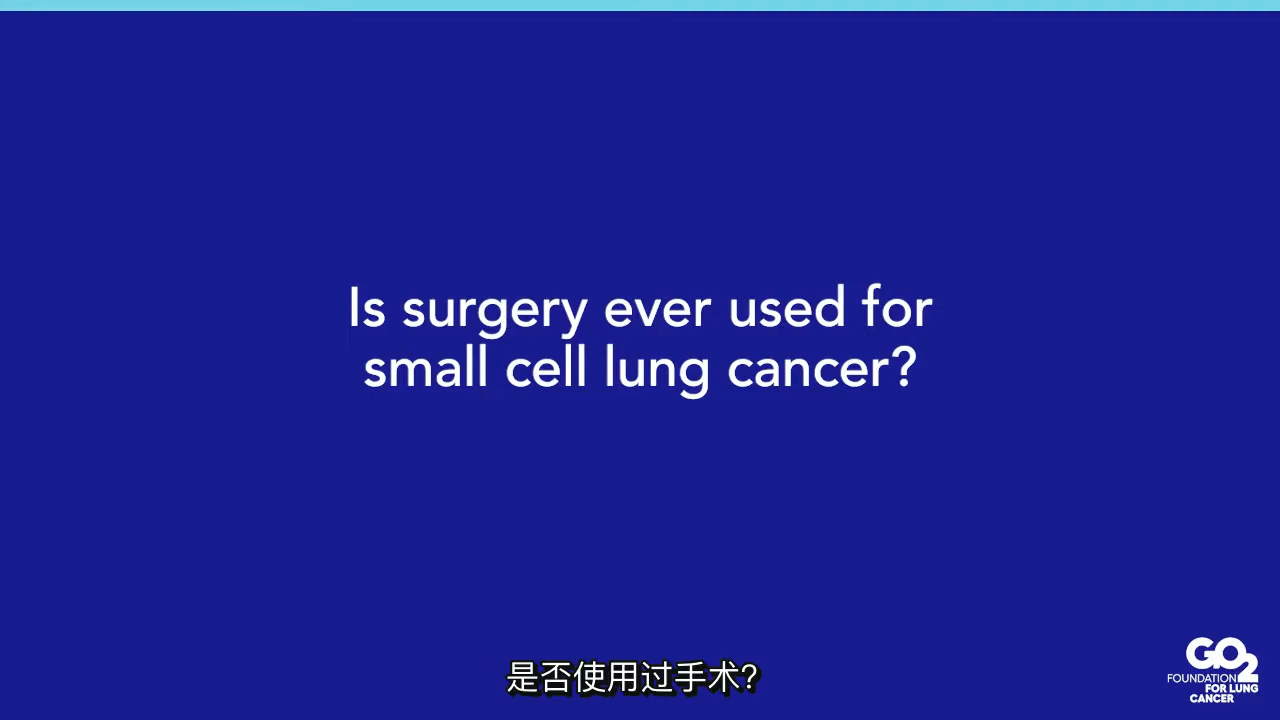 Is surgery ever used for
small cell lung cancer?
是否使用过手术?
GO2
FOUNDATION
FOR LUNG
CANCER